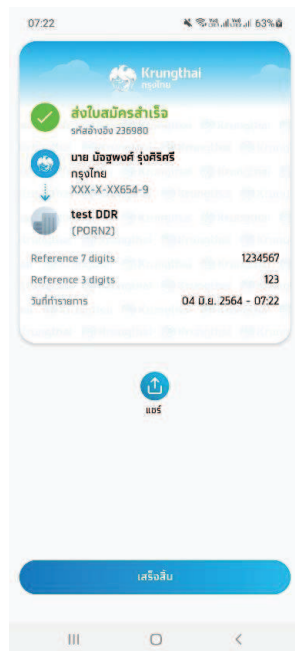 07:22 63%
Krungthai
กรุงไทย
ส่งใบสมัครสำเร็จ
รหัสอ้างอิง 236980
นาย นัฐพงศ์ รุ่งศิริศรี
กรุงไทย
XXX-X-XX654-9
test DDR
(PORN2)
Reference 7 digits 1234567
Reference 3 digits 123
วันที่ทำรายการ 04 มิ.ย. 2564 - 07:22
แชร์
เสร็จสิ้น